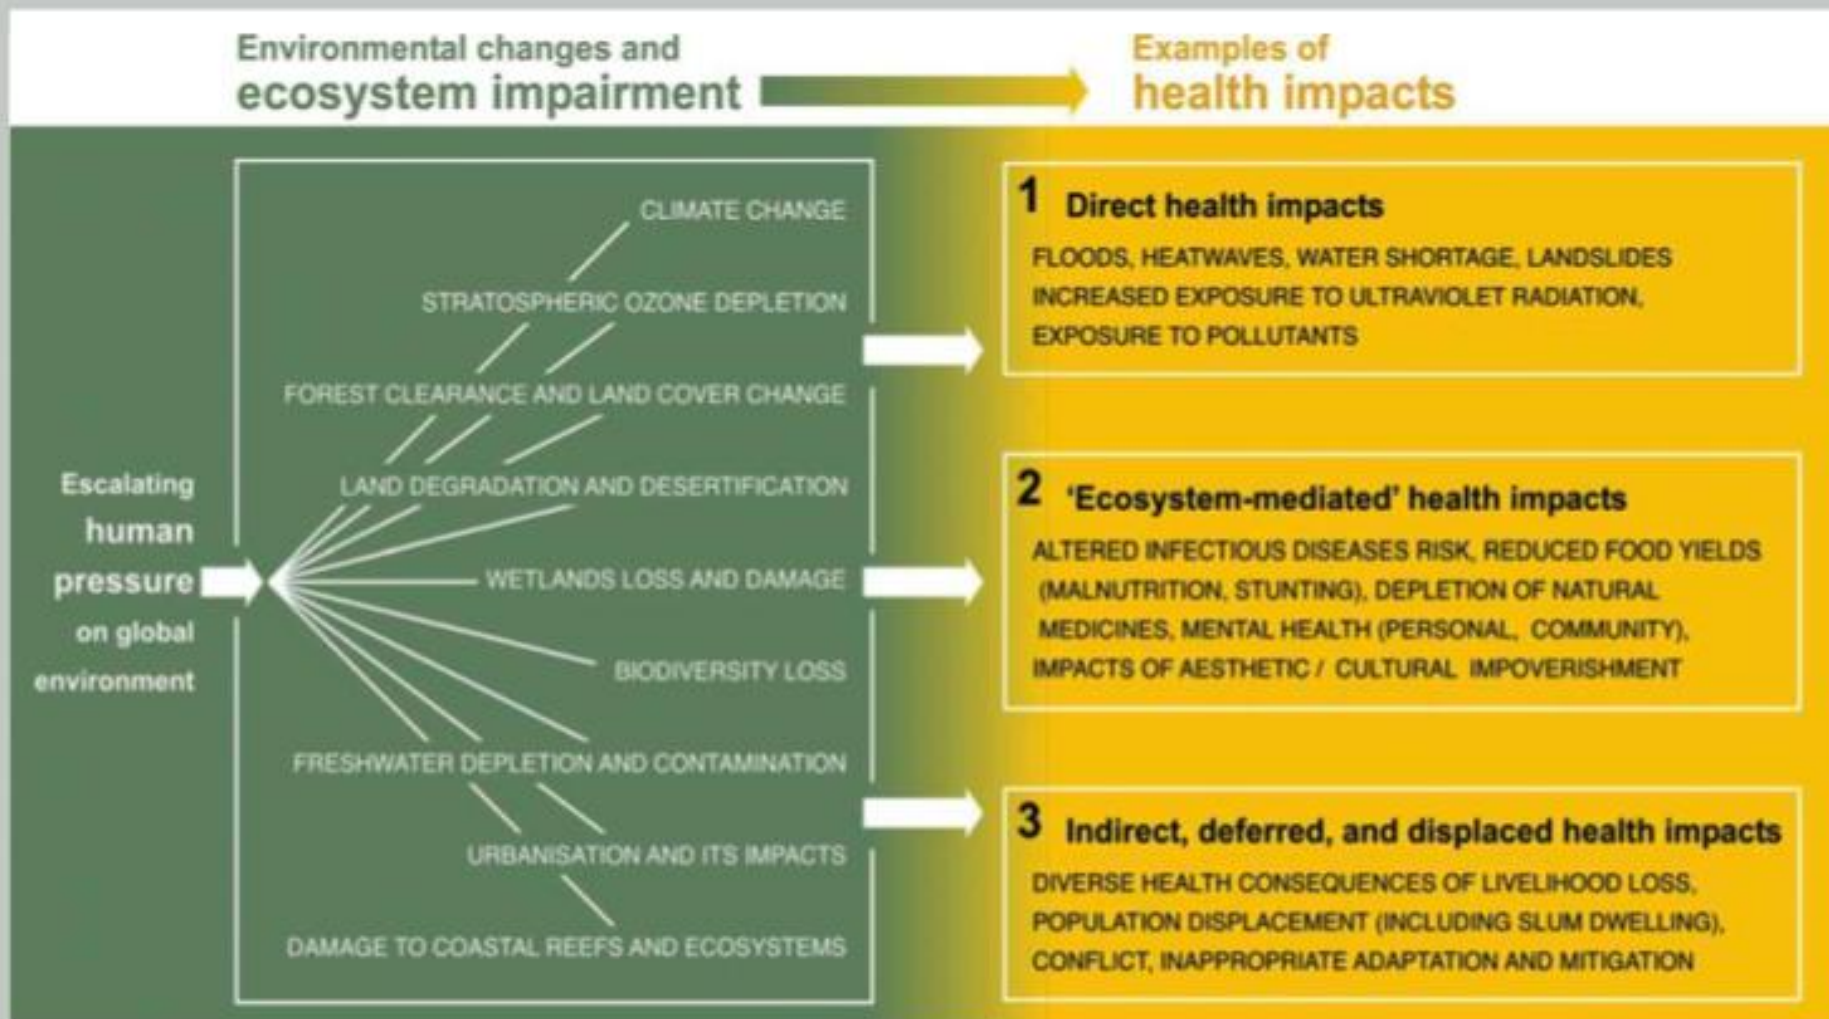 Environmental changes and
ecosystem impairment
Examples of
health impacts
Escalating
human
pressure
on global
environment
CLIMATE CHANGE
STRATOSPHERIC OZONE DEPLETION
FOREST CLEARANCE AND LAND COVER CHANGE
LAND DEGRADATION AND DESERTIFICATION
WETLANDS LOSS AND DAMAGE
BIODIVERSITY LOSS
FRESHWATER DEPLETION AND CONTAMINATION
URBANISATION AND ITS IMPACTS
DAMAGE TO COASTAL REEFS AND ECOSYSTEMS
1 Direct health impacts
FLOODS, HEATWAVES, WATER SHORTAGE, LANDSLIDES
INCREASED EXPOSURE TO ULTRAVIOLET RADIATION,
EXPOSURE TO POLLUTANTS
2 ‘Ecosystem-mediated’ health impacts
ALTERED INFECTIOUS DISEASES RISK, REDUCED FOOD YIELDS
(MALNUTRITION, STUNTING), DEPLETION OF NATURAL
MEDICINES, MENTAL HEALTH (PERSONAL, COMMUNITY),
IMPACTS OF AESTHETIC / CULTURAL IMPOVERISHMENT
3 Indirect, deferred, and displaced health impacts
DIVERSE HEALTH CONSEQUENCES OF LIVELIHOOD LOSS,
POPULATION DISPLACEMENT (INCLUDING SLUM DWELLING),
CONFLICT, INAPPROPRIATE ADAPTATION AND MITIGATION